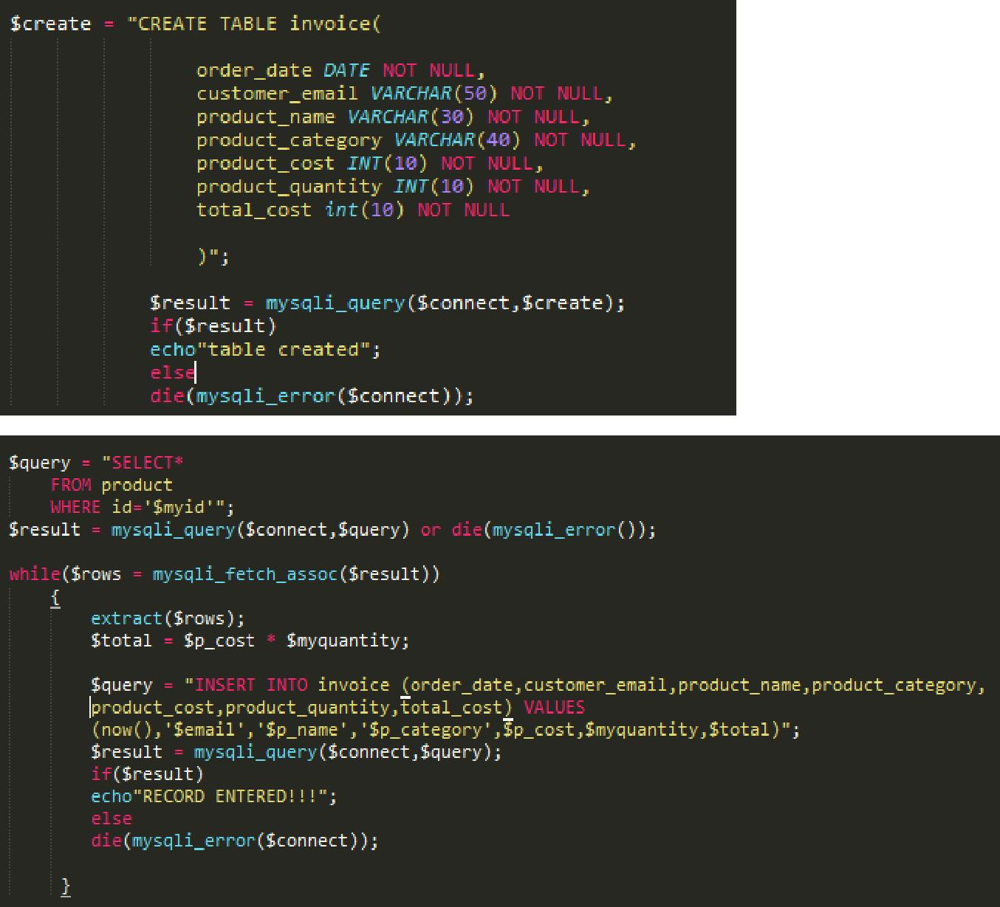 $create = "CREATE TABLE invoice(
order_date DATE NOT NULL,
customer_email VARCHAR(50) NOT NULL,
product_name VARCHAR(30) NOT NULL,
product_category VARCHAR(40) NOT NULL,
product_cost INT(10) NOT NULL,
product_quantity INT(10) NOT NULL,
total_cost int(10) NOT NULL
)";
$result = mysqli_query($connect,$create);
if($result)
echo"table created";
else
die(mysqli_error($connect));
$query = "SELECT*
FROM product
WHERE id='$myid'";
$result = mysqli_query($connect,$query) or die(mysqli_error());
while($rows = mysqli_fetch_assoc($result))
{
extract($rows);
$total = $p_cost * $myquantity;
$query = "INSERT INTO invoice (order_date,customer_email,product_name,product_category,
product_cost,product_quantity,total_cost) VALUES
(now(),'$email','$p_name','$p_category',$p_cost,$myquantity,$total)";
$result = mysqli_query($connect,$query);
if($result)
echo"RECORD ENTERED!!!";
else
die(mysqli_error($connect));
}